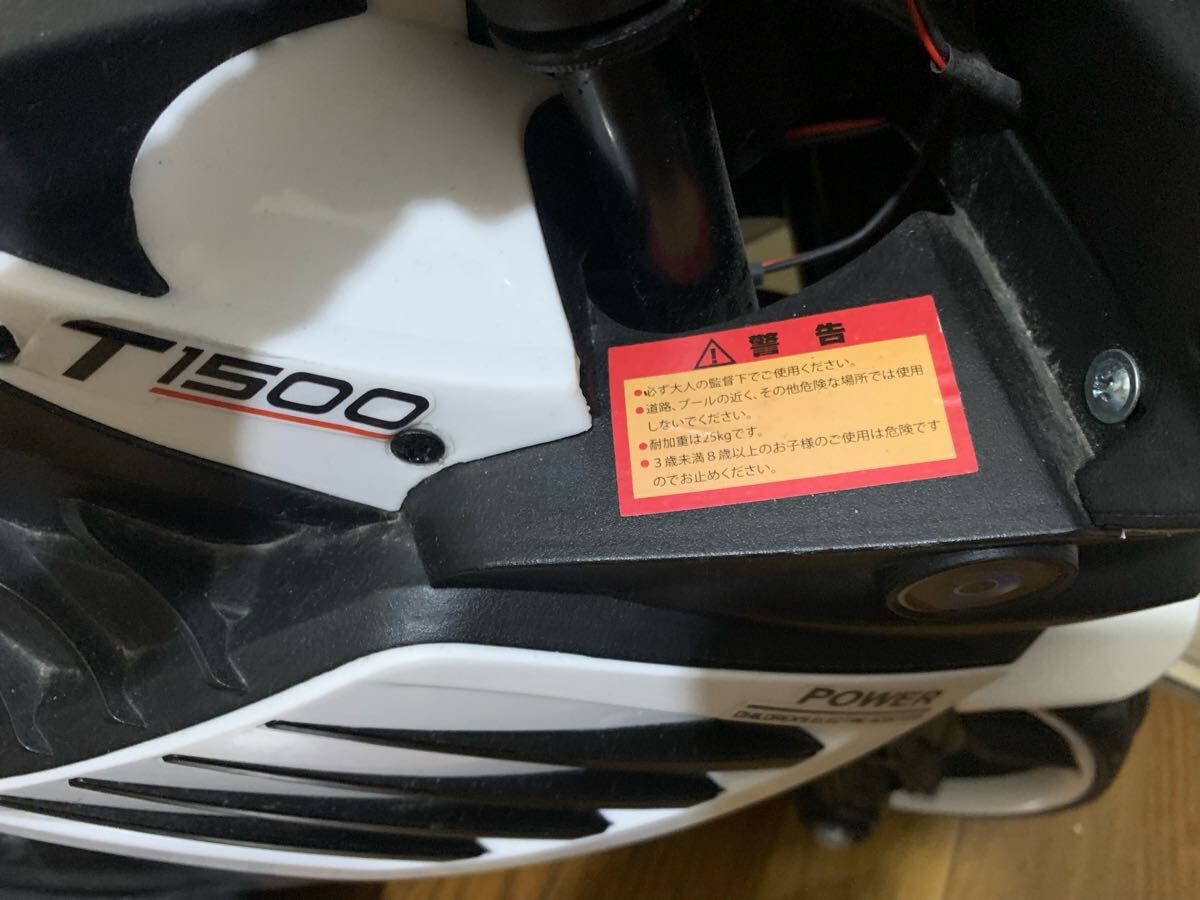 T1500
警告
●必ず大人の監督下でご使用ください。
●道路、プールの近く、その他危険な場所では使用
しないでください。
●耐加重は25kgです。
●３歳未満８歳以上のお子様のご使用は危険です
のでお止めください。
POWER